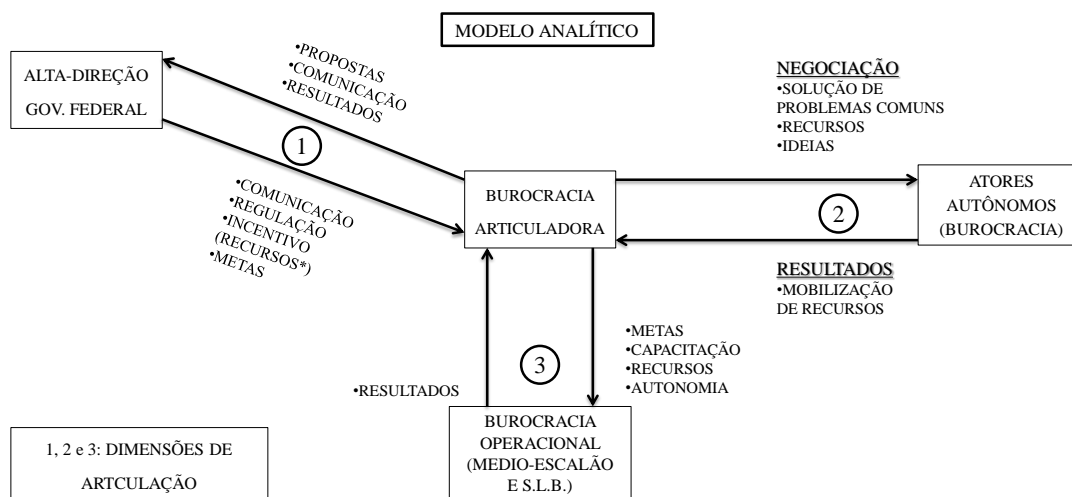 MODELO ANALÍTICO
ALTA-DIREÇÃO
GOV. FEDERAL
•PROPOSTAS
•COMUNICAÇÃO
•RESULTADOS
1
•COMUNICAÇÃO
•REGULAÇÃO
•INCENTIVO
(RECURSOS*)
•METAS
BUROCRACIA
ARTICULADORA
NEGOCIAÇÃO
•SOLUÇÃO DE
PROBLEMAS COMUNS
•RECURSOS
•IDEIAS
2
ATORES
AUTÔNOMOS
(BUROCRACIA)
RESULTADOS
•MOBILIZAÇÃO
DE RECURSOS
•RESULTADOS
3
•METAS
•CAPACITAÇÃO
•RECURSOS
•AUTONOMIA
BUROCRACIA
OPERACIONAL
(MEDIO-ESCALÃO
E S.L.B.)
1, 2 e 3: DIMENSÕES DE
ARTCULAÇÃO